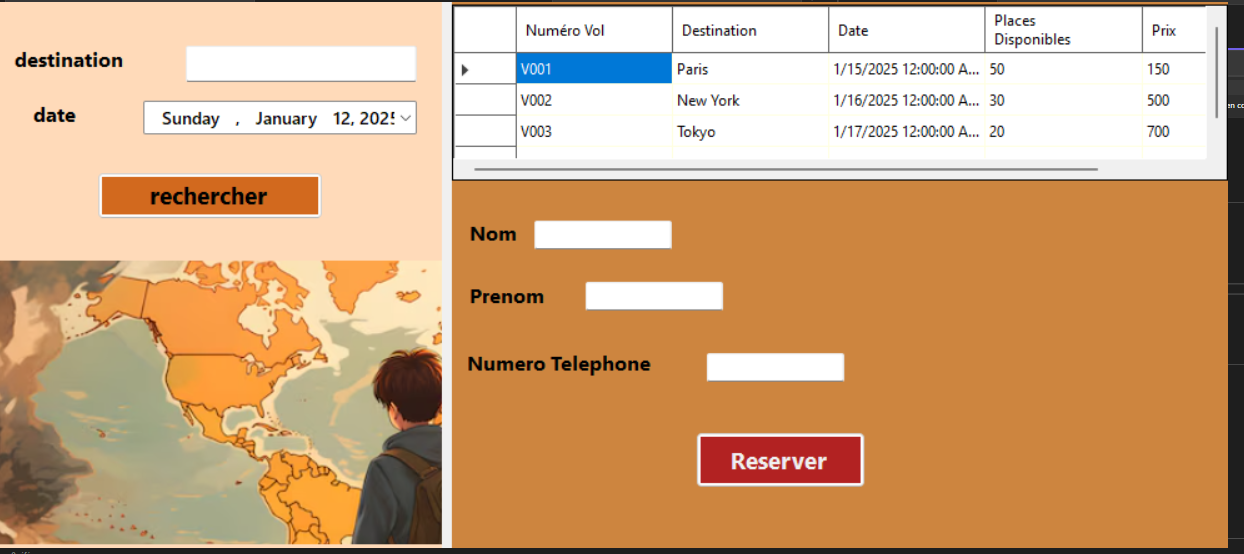 destination
date
Sunday , January 12, 2025
rechercher
Numéro Vol Destination Date Places Disponibles Prix
V001 Paris 1/15/2025 12:00:00 A... 50 150
V002 New York 1/16/2025 12:00:00 A... 30 500
V003 Tokyo 1/17/2025 12:00:00 A... 20 700
Nom
Prenom
Numero Telephone
Reserver